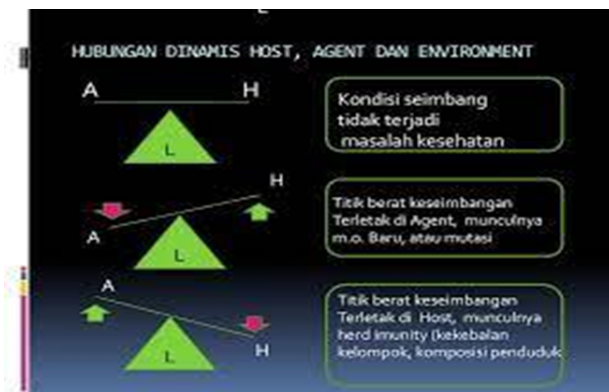 HUBUNGAN DINAMIS HOST, AGENT DAN ENVIRONMENT
A H
L
Kondisi seimbang
tidak terjadi
masalah kesehatan
H
A
L
Titik berat keseimbangan
Terletak di Agent, munculnya
m.o. Baru, atau mutasi
A
H
L
Titik berat keseimbangan
Terletak di Host, munculnya
herd imunity (kekebalan
kelompok, komposisi penduduk